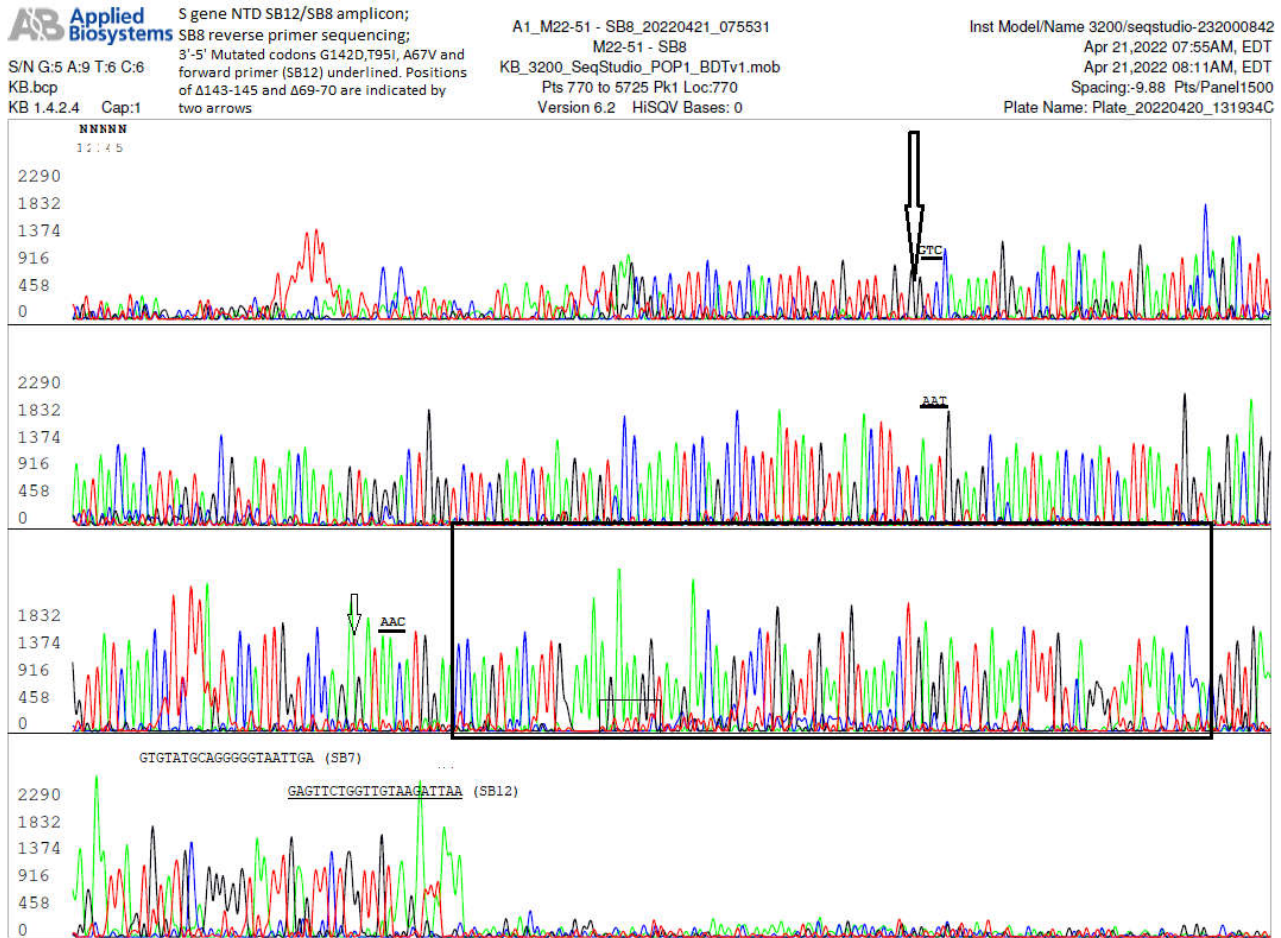 AB Applied Biosystems
S/N G:5 A:9 T:6 C:6
KB.bcp
KB 1.4.2.4 Cap:1
S gene NTD SB12/SB8 amplicon;
SB8 reverse primer sequencing;
3'-5' Mutated codons G142D,T95I, A67V and
forward primer (SB12) underlined. Positions
of Δ143-145 and Δ69-70 are indicated by
two arrows
A1_M22-51 - SB8_20220421_075531
M22-51 - SB8
KB_3200_SeqStudio_POP1_BDTv1.mob
Pts 770 to 5725 Pk1 Loc:770
Version 6.2 HiSQV Bases: 0
Inst Model/Name 3200/seqstudio-232000842
Apr 21,2022 07:55AM, EDT
Apr 21,2022 08:11AM, EDT
Spacing:-9.88 Pts/Panel1500
Plate Name: Plate_20220420_131934C
NNNNN
2290
1832
1374
916
458
0
GTC
2290
1832
1374
916
458
0
AAT
1832
1374
916
458
0
AAC
GTGTATGCAGGGGGTAATTGA (SB7)
GAGTTCTGGTTGTAAGATTAA (SB12)
2290
1832
1374
916
458
0